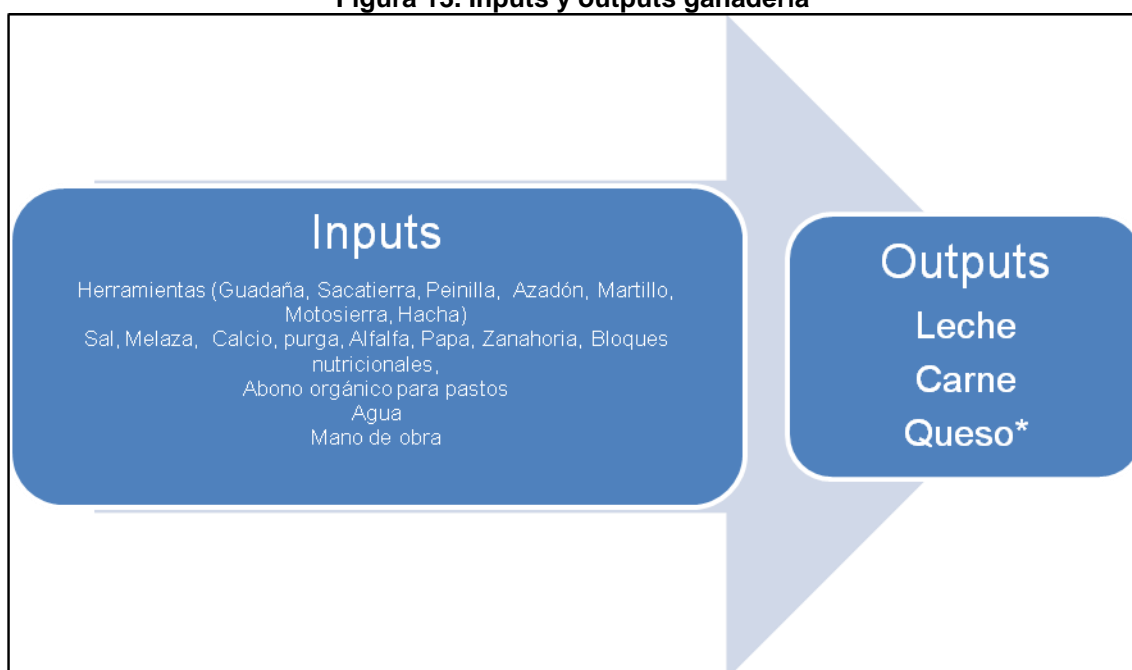 Figura 13. Inputs y outputs ganadería
Inputs
Herramientas (Guadaña, Sacatierra, Peinilla, Azadón, Martillo,
Motosierra, Hacha)
Sal, Melaza, Calcio, purga, Alfalfa, Papa, Zanahoria, Bloques
nutricionales,
Abono orgánico para pastos
Agua
Mano de obra
Outputs
Leche
Carne
Queso*